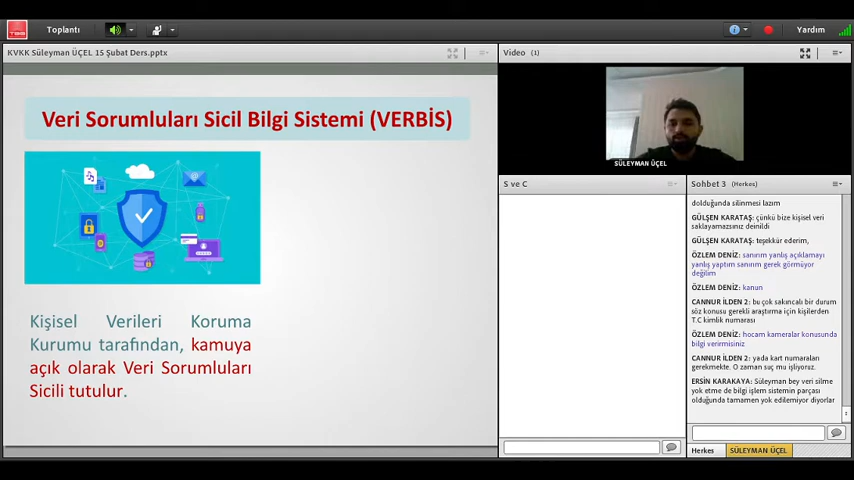 Toplantı
Yardım
KVKK Süleyman ÜÇEL 15 Şubat Ders.pptx
Veri Sorumluları Sicil Bilgi Sistemi (VERBİS)
Kişisel Verileri Koruma
Kurumu tarafından, kamuya
açık olarak Veri Sorumluları
Sicili tutulur.
Video (1)
SÜLEYMAN ÜÇEL
S ve C
Sohbet 3 (Herkes)
dolduğunda silinmesi lazım
GÜLŞEN KARATAŞ: çünkü bize kişisel veri
saklayamazsınız deinildi
GÜLŞEN KARATAŞ: teşekkür ederim,
ÖZLEM DENİZ: sanırım yanlış açıklamayı
yanlış yaptım sanırım gerek görmüyor
değilim
ÖZLEM DENİZ: kanun
CANNUR İLDEN 2: bu çok sakıncalı bir durum
söz konusu gerekli araştırma için kişilerden
T.C kimlik numarası
ÖZLEM DENİZ: hocam kameralar konusunda
bilgi verirmisiniz
CANNUR İLDEN 2: yada kart numaraları
gerekmekte. O zaman suç mu işliyoruz.
ERSİN KARAKAYA: Süleyman bey veri silme
yok etme de bilgi işlem sistemin parçası
olduğunda tamamen yok edilemiyor diyorlar
Herkes
SÜLEYMAN ÜÇEL